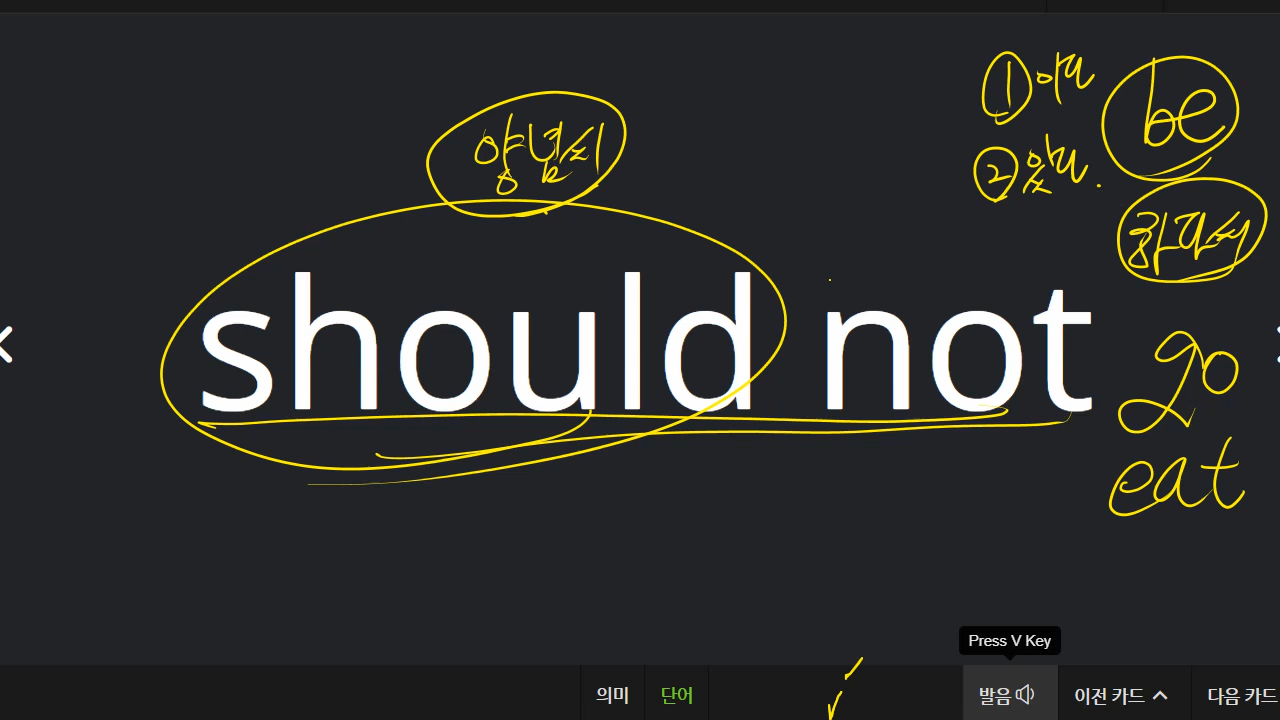 양념씨
should not
① 이다
② 있다.
be
하다씨
go
eat
Press V Key
의미 단어 발음 이전 카드 다음 카드